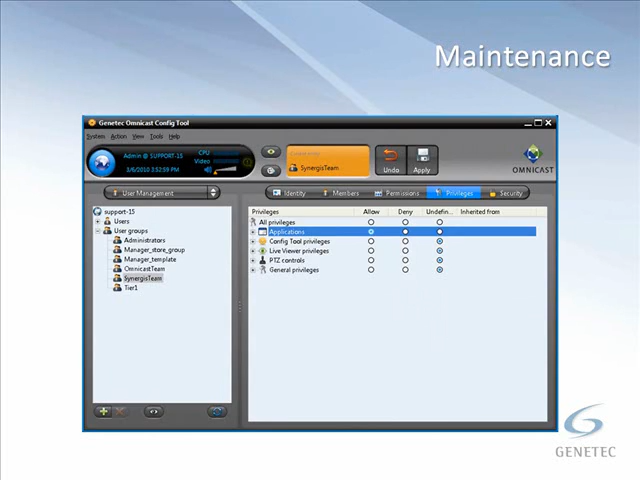 Maintenance
Genetec Omnicast Config Tool
System Action View Tools Help
Admin @ SUPPORT-15
3/6/2010 3:52:59 PM
CPU
Video
SynergisTeam
Undo
Apply
OMNICAST
User Management
Identity
Members
Permissions
Privileges
Security
support-15
Users
User groups
Administrators
Manager_store_group
Manager_template
OmnicastTeam
SynergisTeam
Tier1
Privileges Allow Deny Undefin... Inherited from
All privileges
Applications
Config Tool privileges
Live Viewer privileges
PTZ controls
General privileges
GENETEC